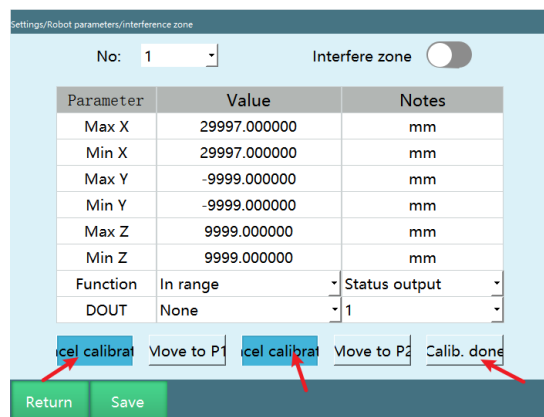 Settings/Robot parameters/interference zone
No: 1 Interfere zone
Parameter Value Notes
Max X 29997.000000 mm
Min X 29997.000000 mm
Max Y -9999.000000 mm
Min Y -9999.000000 mm
Max Z 9999.000000 mm
Min Z 9999.000000 mm
Function In range Status output
DOUT None 1
cel calibrat Move to P1 cel calibrat Move to P2 Calib. done
Return Save